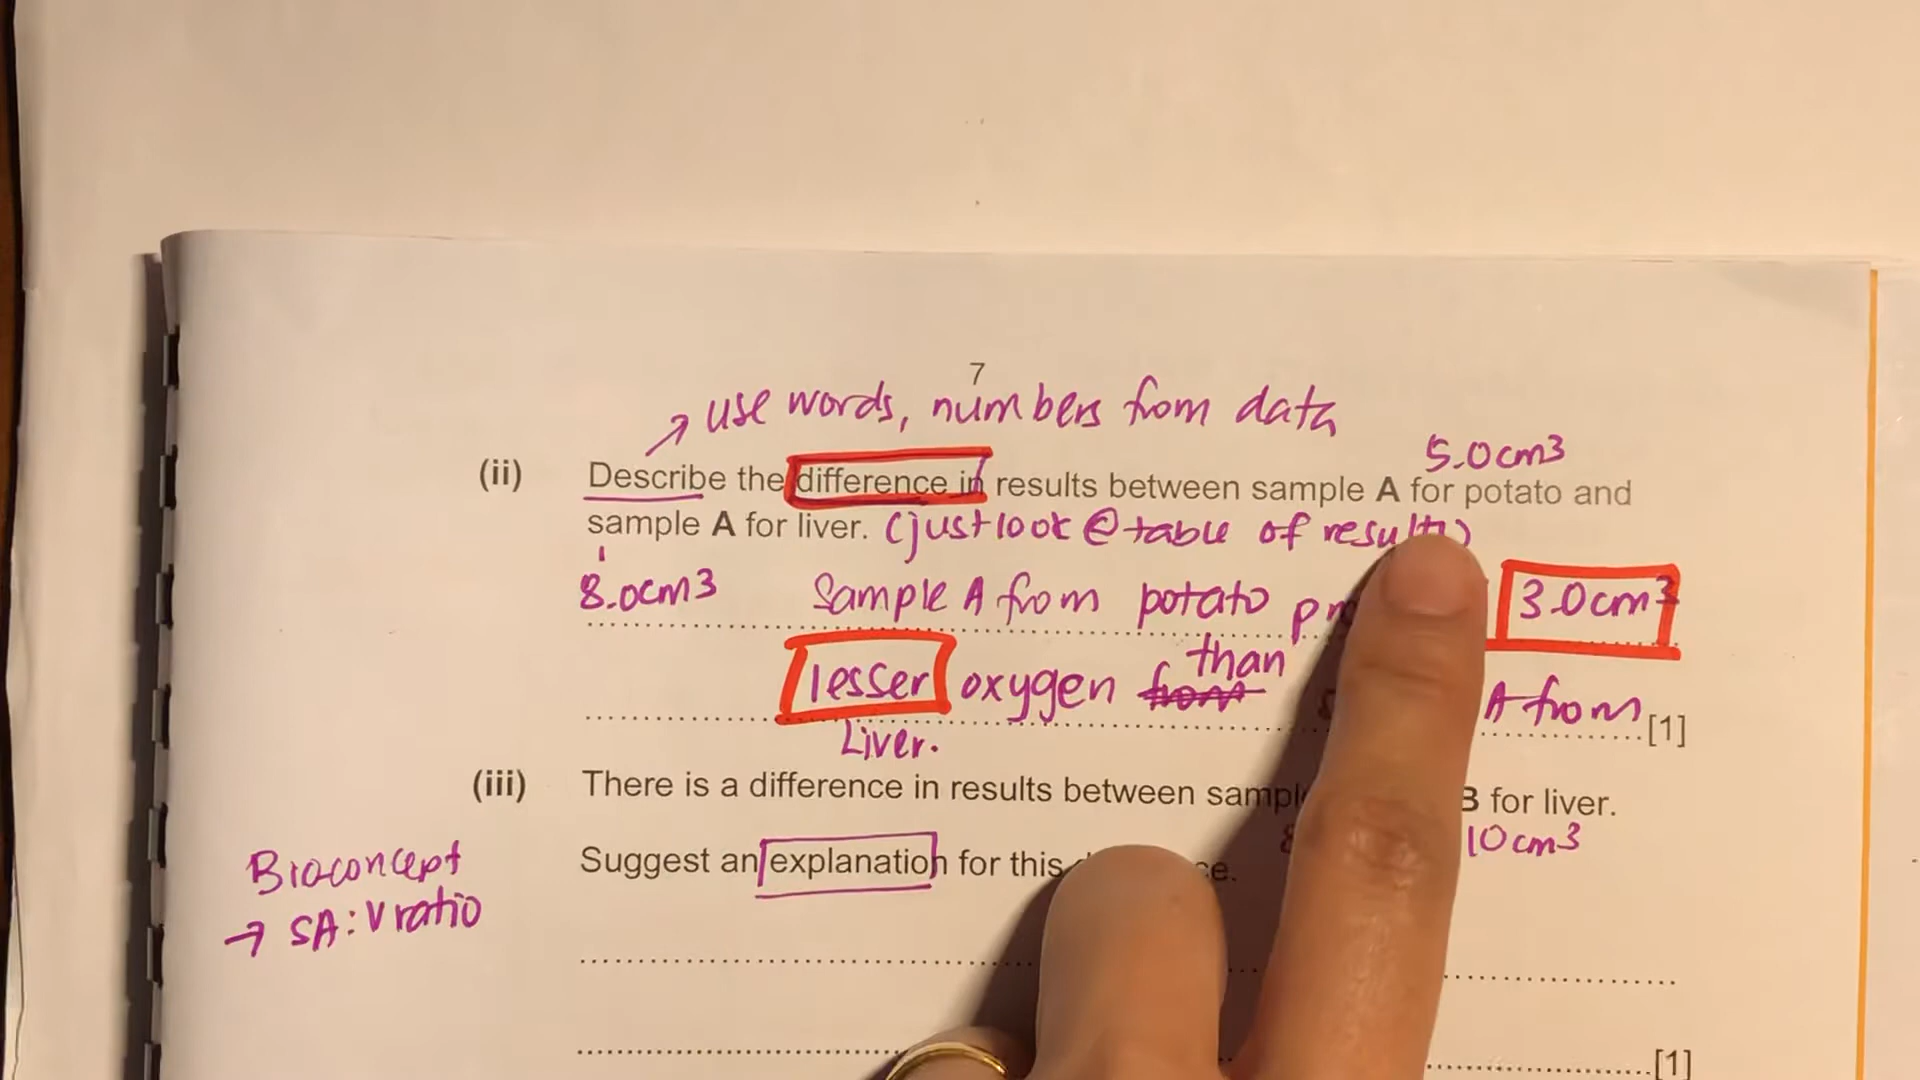 7
→ use words, numbers from data
5.0cm3
(ii) Describe the difference in results between sample A for potato and
sample A for liver. (just look @ table of results)
8.0cm3 Sample A from potato 3.0cm3
lesser oxygen from than A from [1]
Liver.
(iii) There is a difference in results between B for liver.
10cm3
Suggest an explanation for this
Bioconcept
→ SA:V ratio
[1]